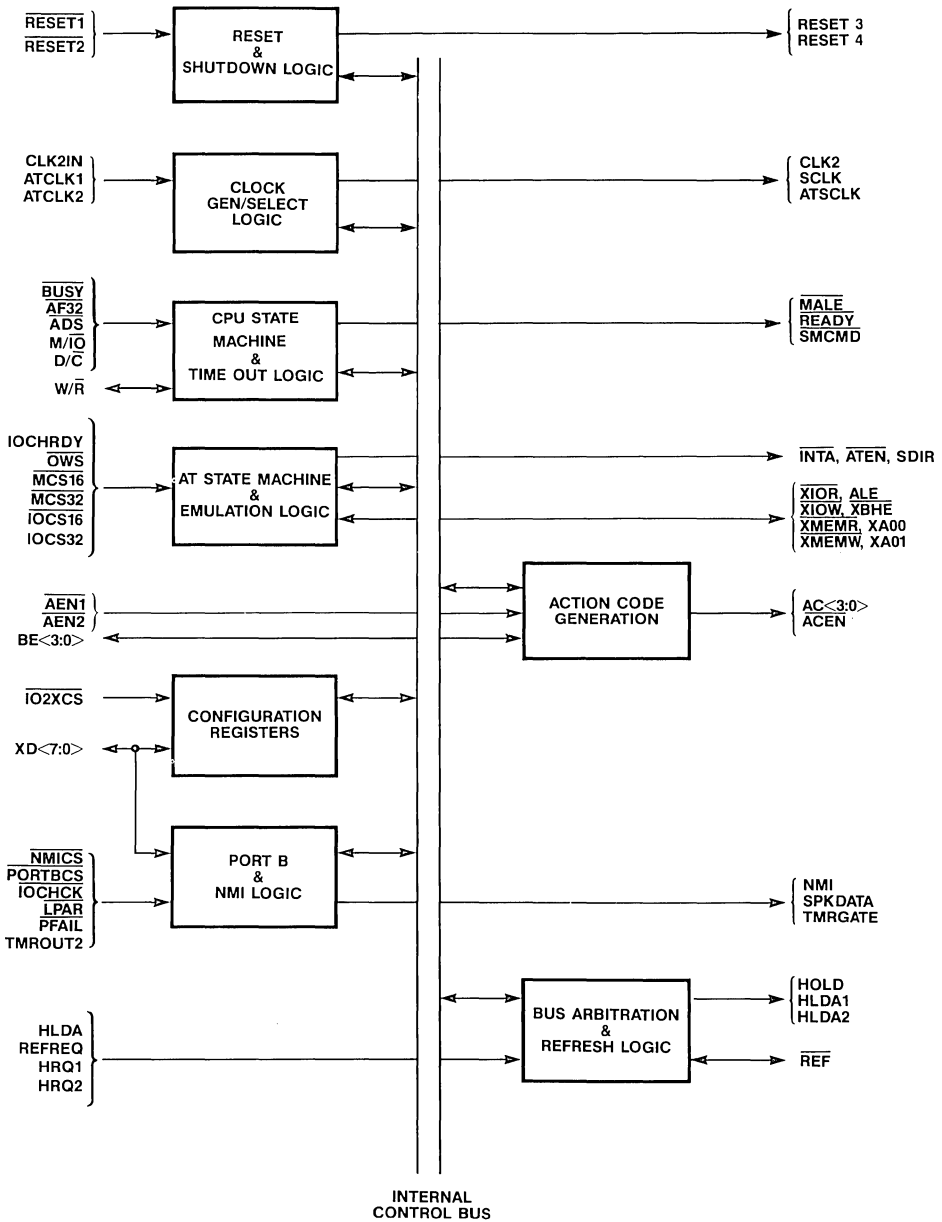 RESET1
RESET2
RESET
&
SHUTDOWN LOGIC
RESET 3
RESET 4
CLK2IN
ATCLK1
ATCLK2
CLOCK
GEN/SELECT
LOGIC
CLK2
SCLK
ATSCLK
BUSY
AF32
ADS
M/IO
D/C
W/R
CPU STATE
MACHINE
&
TIME OUT LOGIC
MALE
READY
SMCMD
IOCHRDY
OWS
MCS16
MCS32
IOCS16
IOCS32
AT STATE MACHINE
&
EMULATION LOGIC
INTA, ATEN, SDIR
XIOR, ALE
XIOW, XBHE
XMEMR, XA00
XMEMW, XA01
AEN1
AEN2
BE<3:0>
ACTION CODE
GENERATION
AC<3:0>
ACEN
IO2XCS
XD<7:0>
CONFIGURATION
REGISTERS
NMICS
PORTBCS
IOCHCK
LPAR
PFAIL
TMROUT2
PORT B
&
NMI LOGIC
NMI
SPKDATA
TMRGATE
HLDA
REFREQ
HRQ1
HRQ2
BUS ARBITRATION
&
REFRESH LOGIC
HOLD
HLDA1
HLDA2
REF
INTERNAL
CONTROL BUS